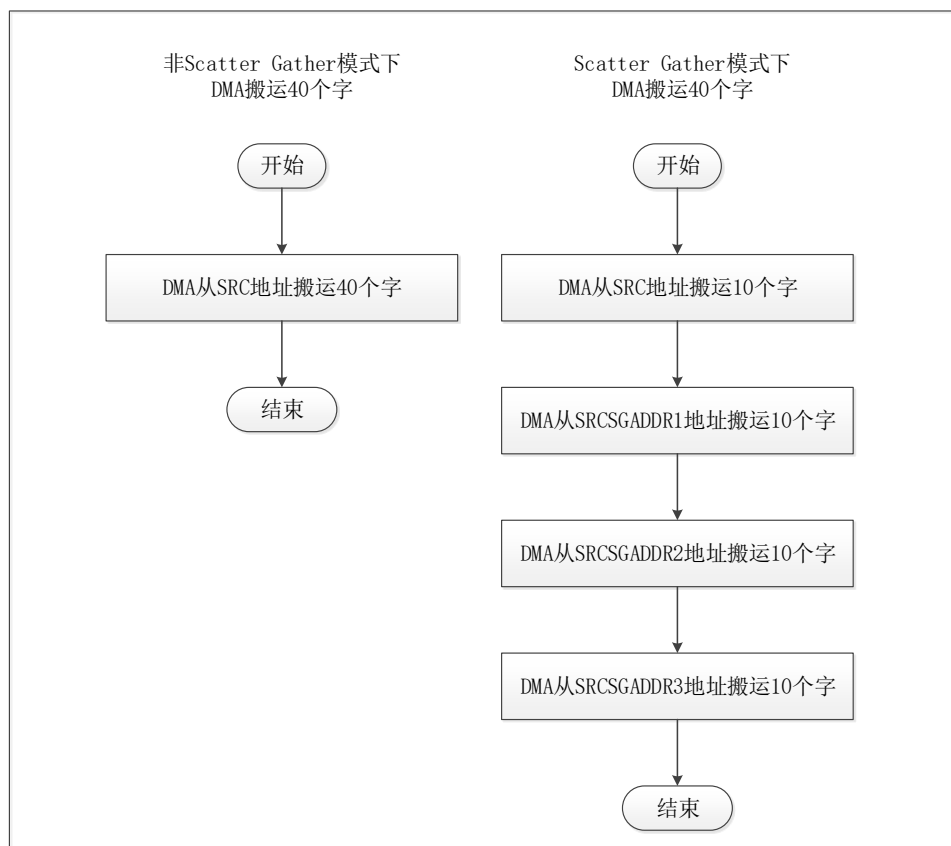 非Scatter Gather模式下
DMA搬运40个字
开始
DMA从SRC地址搬运40个字
结束
Scatter Gather模式下
DMA搬运40个字
开始
DMA从SRC地址搬运10个字
DMA从SRCSGADDR1地址搬运10个字
DMA从SRCSGADDR2地址搬运10个字
DMA从SRCSGADDR3地址搬运10个字
结束